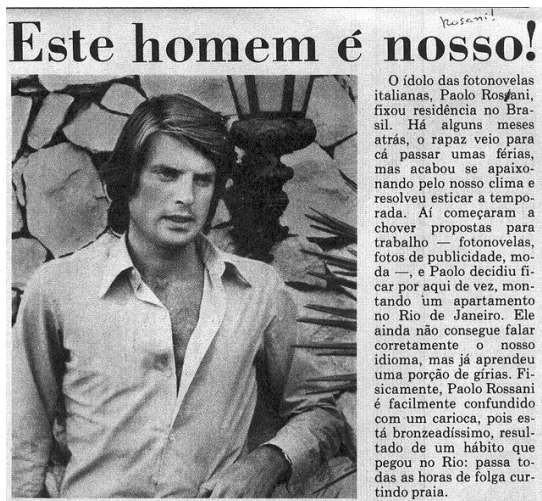 Rosani!
Este homem é nosso!
O ídolo das fotonovelas
italianas, Paolo Rossani,
fixou residência no Bra-
sil. Há alguns meses
atrás, o rapaz veio para
cá passar umas férias,
mas acabou se apaixo-
nando pelo nosso clima e
resolveu esticar a tempo-
rada. Aí começaram a
chover propostas para
trabalho — fotonovelas,
fotos de publicidade, mo-
da —, e Paolo decidiu fi-
car por aqui de vez, mon-
tando um apartamento
no Rio de Janeiro. Ele
ainda não consegue falar
corretamente o nosso
idioma, mas já aprendeu
uma porção de gírias. Fi-
sicamente, Paolo Rossani
é facilmente confundido
com um carioca, pois es-
tá bronzeadíssimo, resul-
tado de um hábito que
pegou no Rio: passa to-
das as horas de folga cur-
tindo praia.